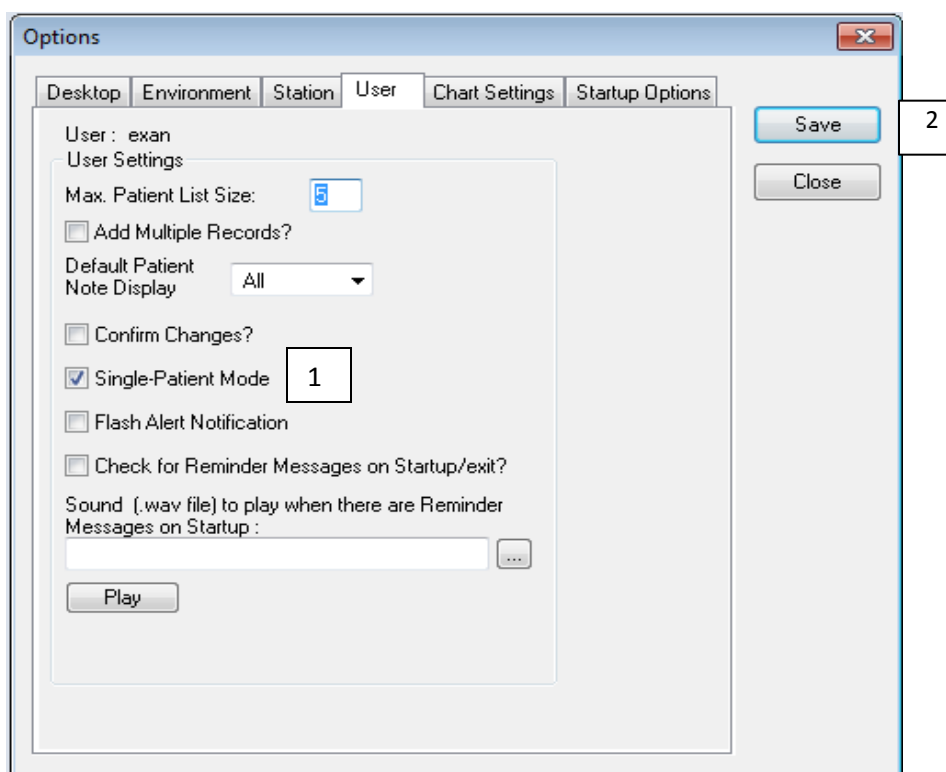 Options
Desktop Environment Station User Chart Settings Startup Options
Save 2
User : exan
User Settings
Close
Max. Patient List Size: 5
Add Multiple Records?
Default Patient
Note Display All
Confirm Changes?
Single-Patient Mode 1
Flash Alert Notification
Check for Reminder Messages on Startup/exit?
Sound (.wav file) to play when there are Reminder
Messages on Startup :
...
Play